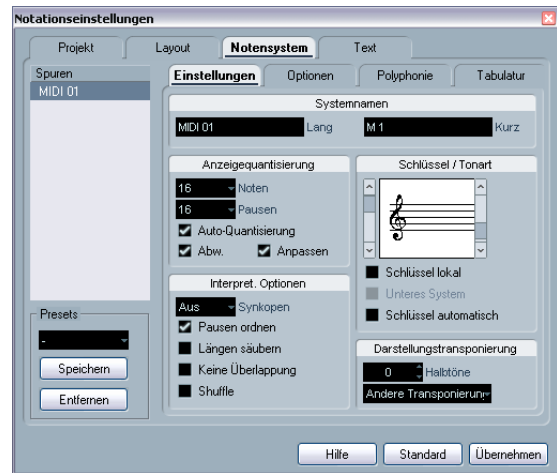 Notationseinstellungen
Projekt Layout Notensystem Text
Spuren
MIDI 01
Einstellungen Optionen Polyphonie Tabulatur
Systemnamen
MIDI 01 Lang M 1 Kurz
Anzeigequantisierung
16 Noten
16 Pausen
Auto-Quantisierung
Abw. Anpassen
Schlüssel / Tonart
Schlüssel lokal
Unteres System
Schlüssel automatisch
Interpret. Optionen
Aus Synkopen
Pausen ordnen
Längen säubern
Keine Überlappung
Shuffle
Darstellungstransponierung
0 Halbtöne
Andere Transponierung
Presets
-
Speichern
Entfernen
Hilfe Standard Übernehmen